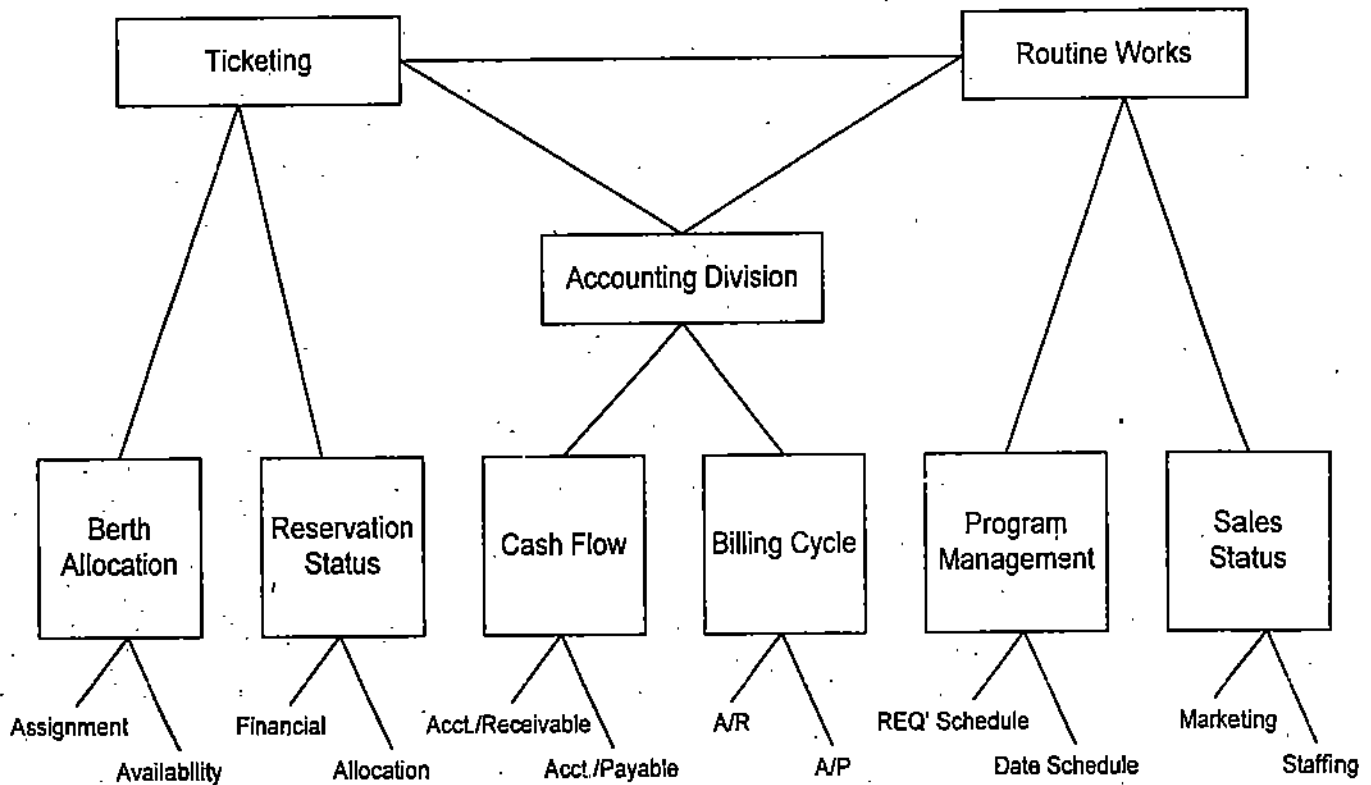 Ticketing
Routine Works
Accounting Division
Berth
Allocation
Reservation
Status
Cash Flow
Billing Cycle
Program
Management
Sales
Status
Assignment
Availability
Financial
Allocation
Acct./Receivable
Acct./Payable
A/R
A/P
REQ' Schedule
Date Schedule
Marketing
Staffing